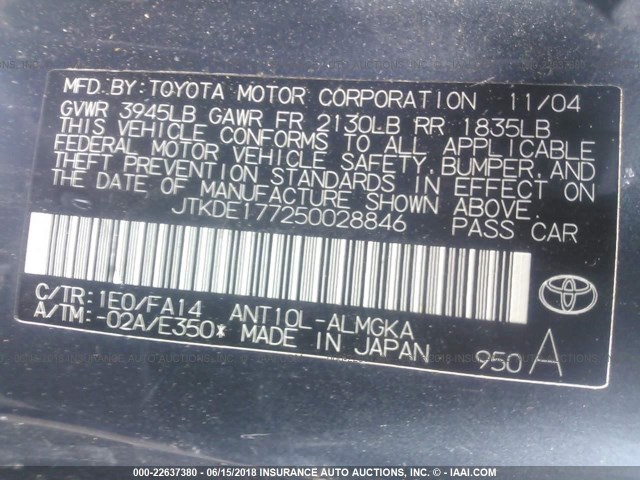 MFD.BY:TOYOTA MOTOR CORPORATION 11/04
GVWR 3945LB GAWR FR 2130LB RR 1835LB
THIS VEHICLE CONFORMS TO ALL APPLICABLE
FEDERAL MOTOR VEHICLE SAFETY, BUMPER, AND
THEFT PREVENTION STANDARDS IN EFFECT ON
THE DATE OF MANUFACTURE SHOWN ABOVE.
JTKDE177250028846 PASS CAR
C/TR:1E0/FA14 ANT10L-ALMGKA
A/TM:-02A/E350* MADE IN JAPAN
950 A
000-22637380 - 06/15/2018 - INSURANCE AUTO AUCTIONS, INC. - IAAI.COM